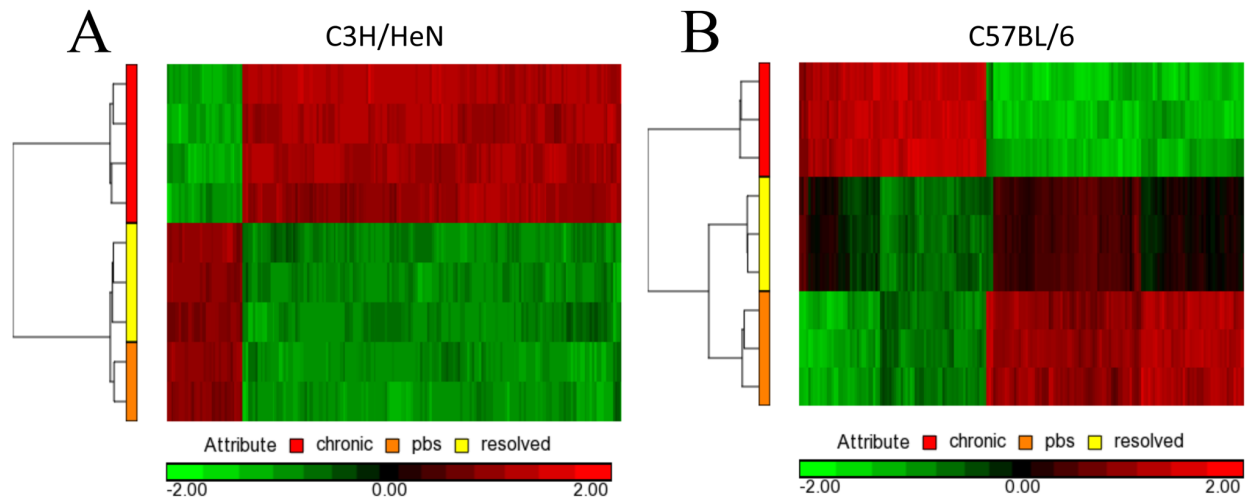 A
C3H/HeN
Attribute chronic pbs resolved
-2.00 0.00 2.00
B
C57BL/6
Attribute chronic pbs resolved
-2.00 0.00 2.00